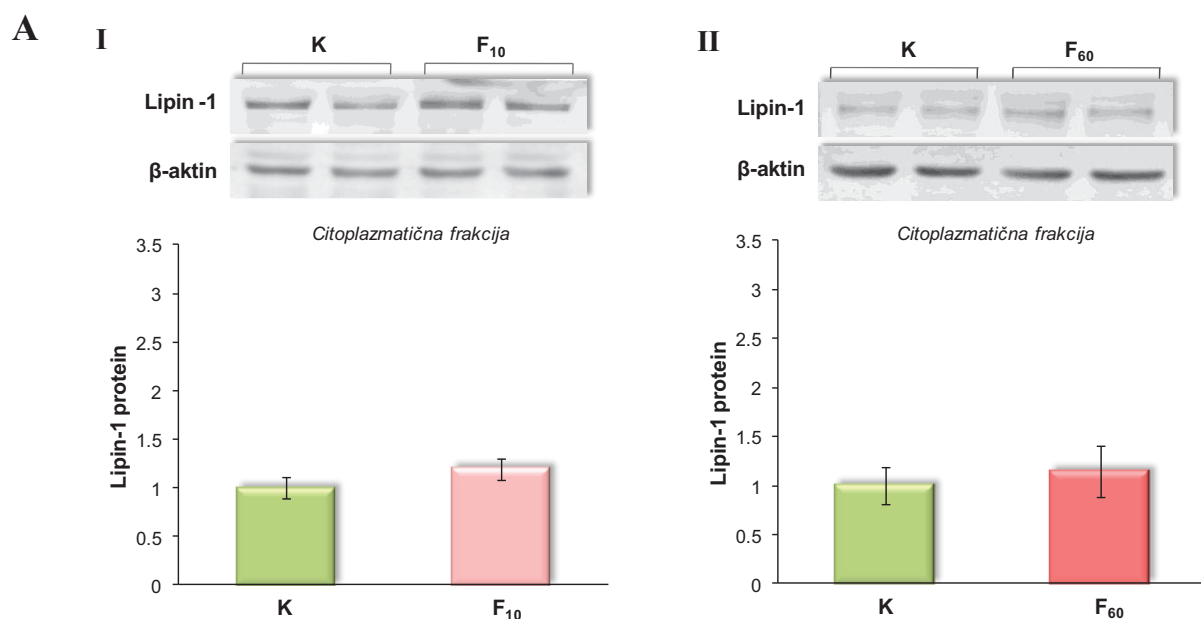 A
I
K F₁₀
Lipin -1
β-aktin
Citoplazmatična frakcija
Lipin-1 protein
3.5
3
2.5
2
1.5
1
0.5
0
K F₁₀
II
K F₆₀
Lipin-1
β-aktin
Citoplazmatična frakcija
Lipin-1 protein
3.5
3
2.5
2
1.5
1
0.5
0
K F₆₀